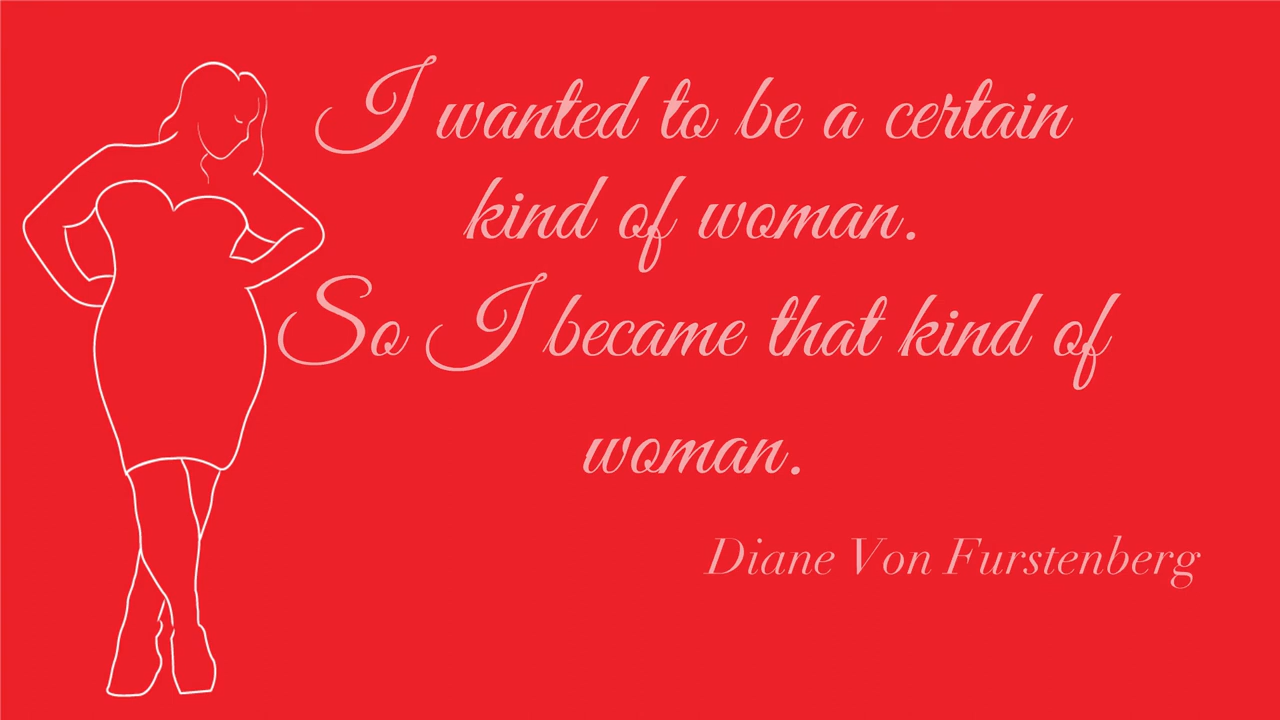 I wanted to be a certain
kind of woman.
So I became that kind of
woman.
Diane Von Furstenberg